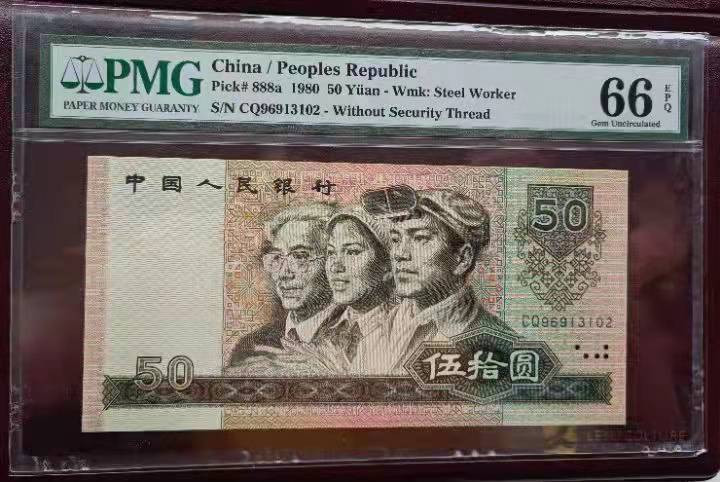 PMG
PAPER MONEY GUARANTY
China / Peoples Republic
Pick# 888a 1980 50 Yüan - Wmk: Steel Worker
S/N CQ96913102 - Without Security Thread
66
EPQ
Gem Uncirculated
中国人民银行
50
CQ96913102
50
伍拾圆